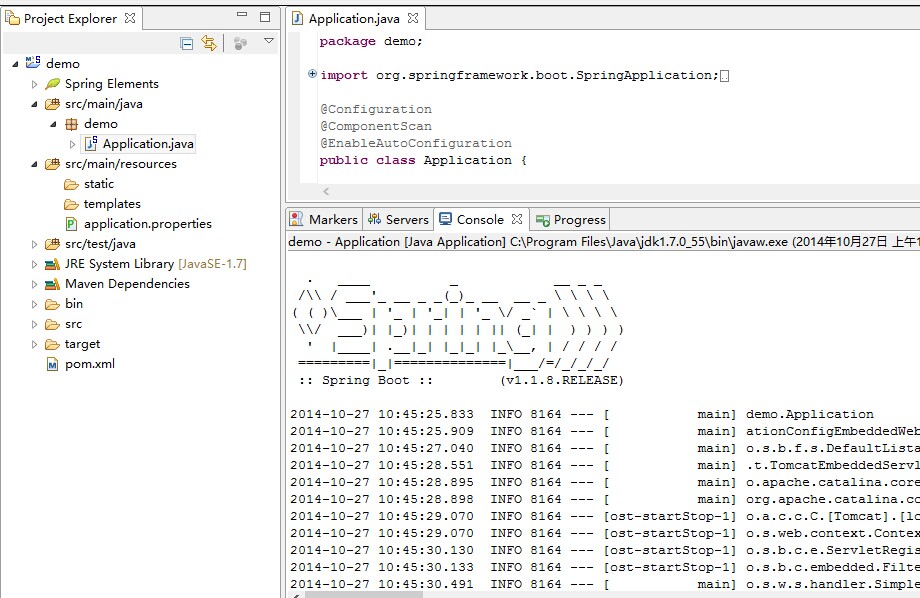 Project Explorer
demo
Spring Elements
src/main/java
demo
Application.java
src/main/resources
static
templates
application.properties
src/test/java
JRE System Library [JavaSE-1.7]
Maven Dependencies
bin
src
target
pom.xml
Application.java
package demo;
import org.springframework.boot.SpringApplication;
@Configuration
@ComponentScan
@EnableAutoConfiguration
public class Application {
Markers Servers Console Progress
demo - Application [Java Application] C:\Program Files\Java\jdk1.7.0_55\bin\javaw.exe (2014年10月27日 上午1
Spring
:: Spring Boot :: (v1.1.8.RELEASE)
2014-10-27 10:45:25.833 INFO 8164 --- [ main] demo.Application
2014-10-27 10:45:25.909 INFO 8164 --- [ main] ationConfigEmbeddedWeb
2014-10-27 10:45:27.040 INFO 8164 --- [ main] o.s.b.f.s.DefaultLista
2014-10-27 10:45:28.551 INFO 8164 --- [ main] .t.TomcatEmbeddedServl
2014-10-27 10:45:28.895 INFO 8164 --- [ main] o.apache.catalina.core
2014-10-27 10:45:28.898 INFO 8164 --- [ main] org.apache.catalina.co
2014-10-27 10:45:29.070 INFO 8164 --- [ost-startStop-1] o.a.c.c.C.[Tomcat].[lo
2014-10-27 10:45:29.070 INFO 8164 --- [ost-startStop-1] o.s.web.context.Contex
2014-10-27 10:45:30.130 INFO 8164 --- [ost-startStop-1] o.s.b.c.e.ServletRegis
2014-10-27 10:45:30.133 INFO 8164 --- [ost-startStop-1] o.s.b.c.embedded.Filte
2014-10-27 10:45:30.491 INFO 8164 --- [ main] o.s.w.s.handler.Simple